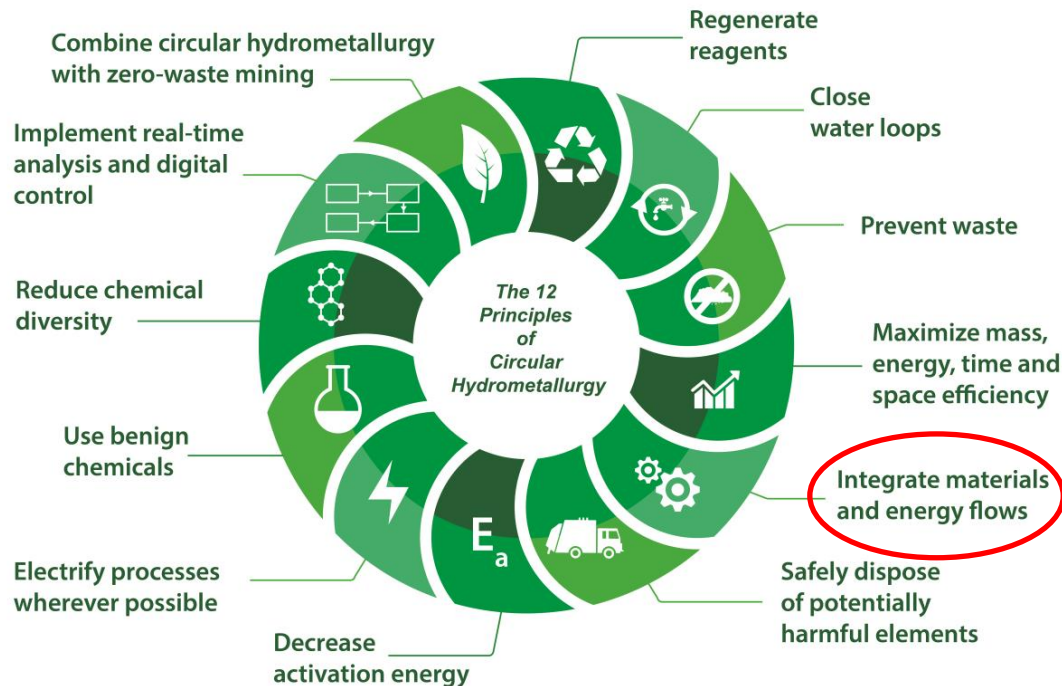 Combine circular hydrometallurgy
with zero-waste mining
Regenerate
reagents
Close
water loops
Implement real-time
analysis and digital
control
Prevent waste
Reduce chemical
diversity
The 12
Principles
of
Circular
Hydrometallurgy
Maximize mass,
energy, time and
space efficiency
Use benign
chemicals
Integrate materials
and energy flows
Electrify processes
wherever possible
Ea
Safely dispose
of potentially
harmful elements
Decrease
activation energy